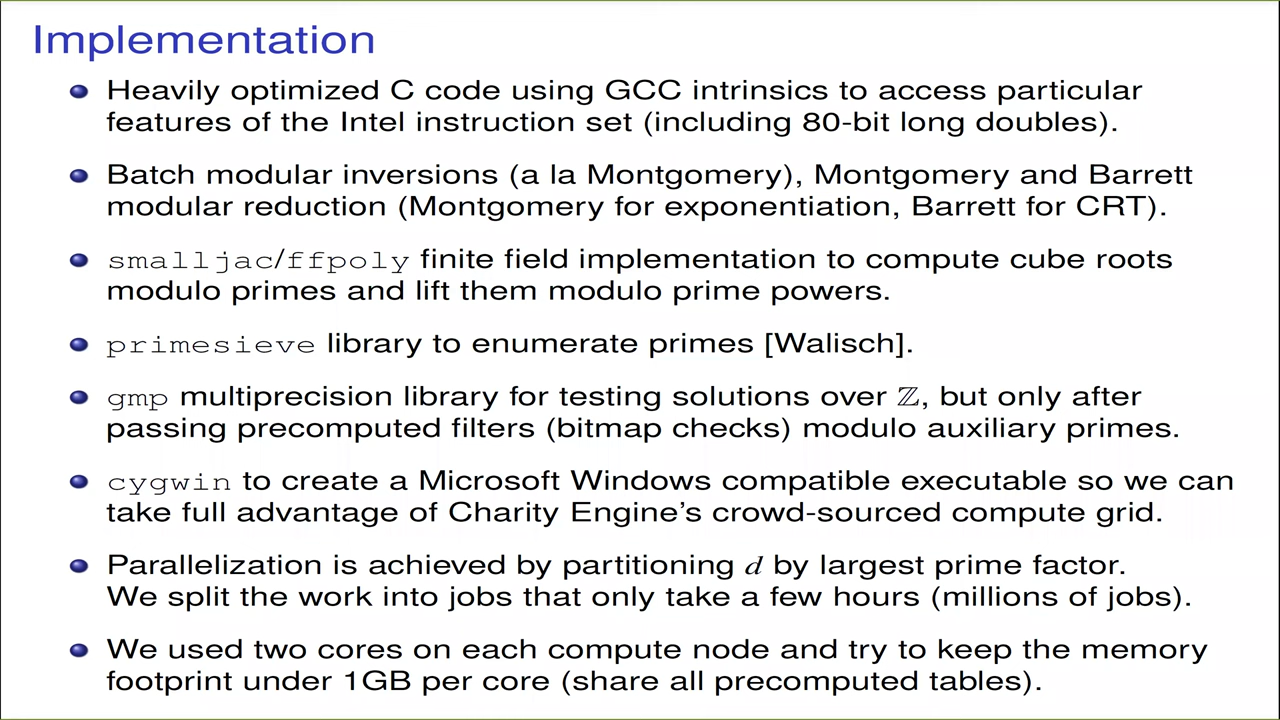 Implementation
Heavily optimized C code using GCC intrinsics to access particular
features of the Intel instruction set (including 80-bit long doubles).
Batch modular inversions (a la Montgomery), Montgomery and Barrett
modular reduction (Montgomery for exponentiation, Barrett for CRT).
smalljac/ffpoly finite field implementation to compute cube roots
modulo primes and lift them modulo prime powers.
primesieve library to enumerate primes [Walisch].
gmp multiprecision library for testing solutions over ℤ, but only after
passing precomputed filters (bitmap checks) modulo auxiliary primes.
cygwin to create a Microsoft Windows compatible executable so we can
take full advantage of Charity Engine's crowd-sourced compute grid.
Parallelization is achieved by partitioning d by largest prime factor.
We split the work into jobs that only take a few hours (millions of jobs).
We used two cores on each compute node and try to keep the memory
footprint under 1GB per core (share all precomputed tables).